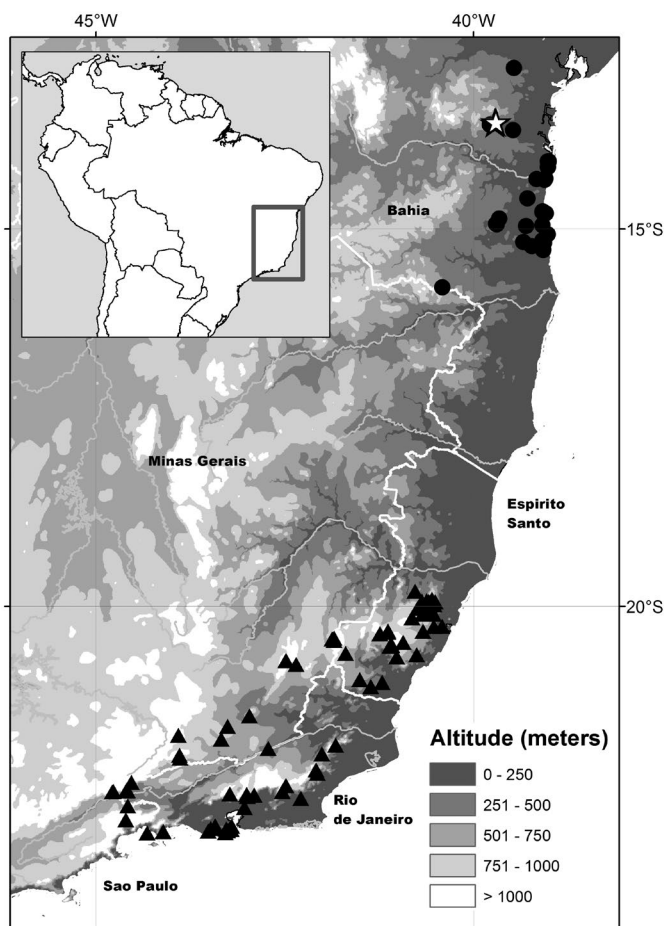 45°W
40°W
Bahia
15°S
Minas Gerais
Espirito
Santo
20°S
Altitude (meters)
0 - 250
251 - 500
501 - 750
751 - 1000
> 1000
Rio
de Janeiro
Sao Paulo